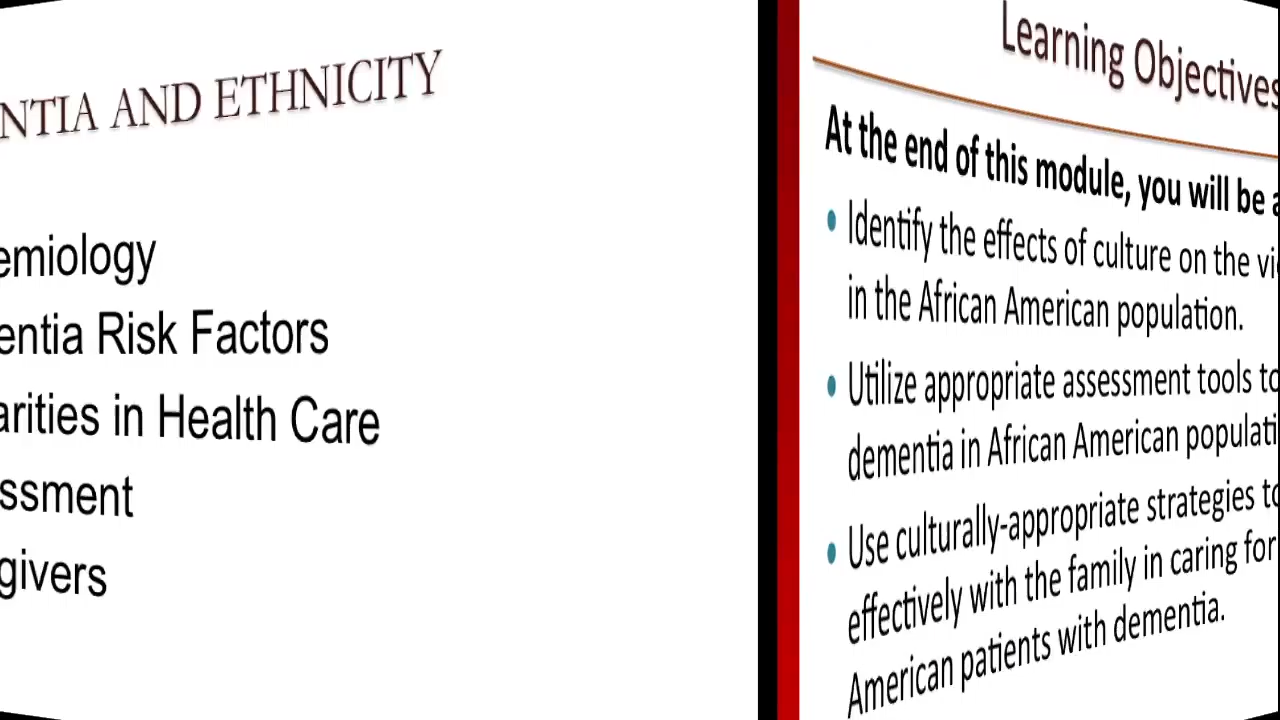 NTIA AND ETHNICITY
emiology
entia Risk Factors
arities in Health Care
ssment
givers
Learning Objectives
At the end of this module, you will be a
• Identify the effects of culture on the vi
in the African American population.
• Utilize appropriate assessment tools to
dementia in African American populati
• Use culturally-appropriate strategies to
effectively with the family in caring for
American patients with dementia.